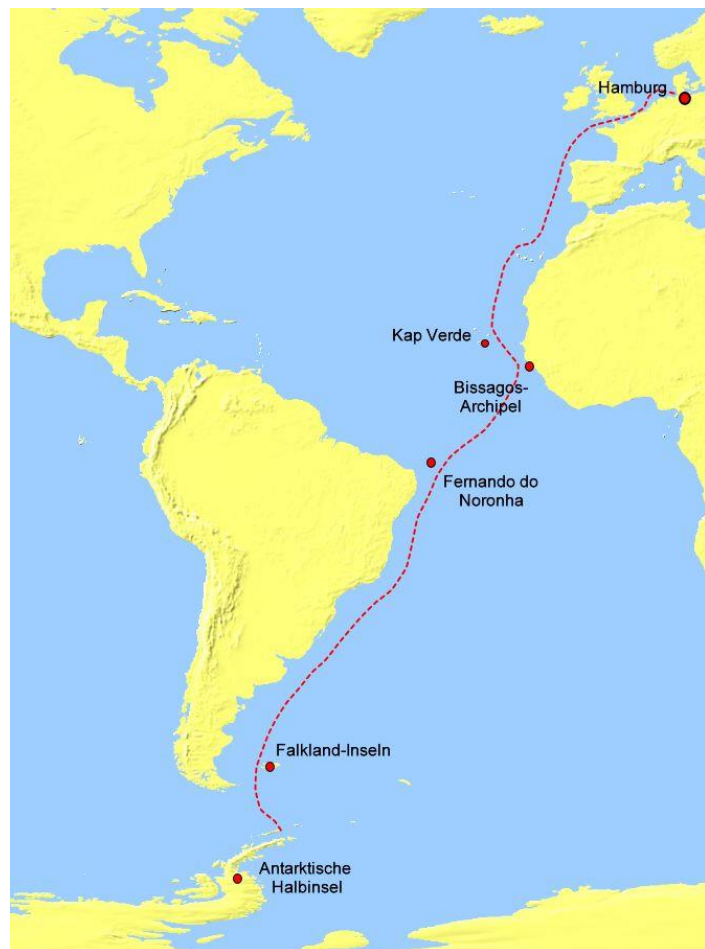 Hamburg
Kap Verde
Bissagos-
Archipel
Fernando do
Noronha
Falkland-Inseln
Antarktische
Halbinsel